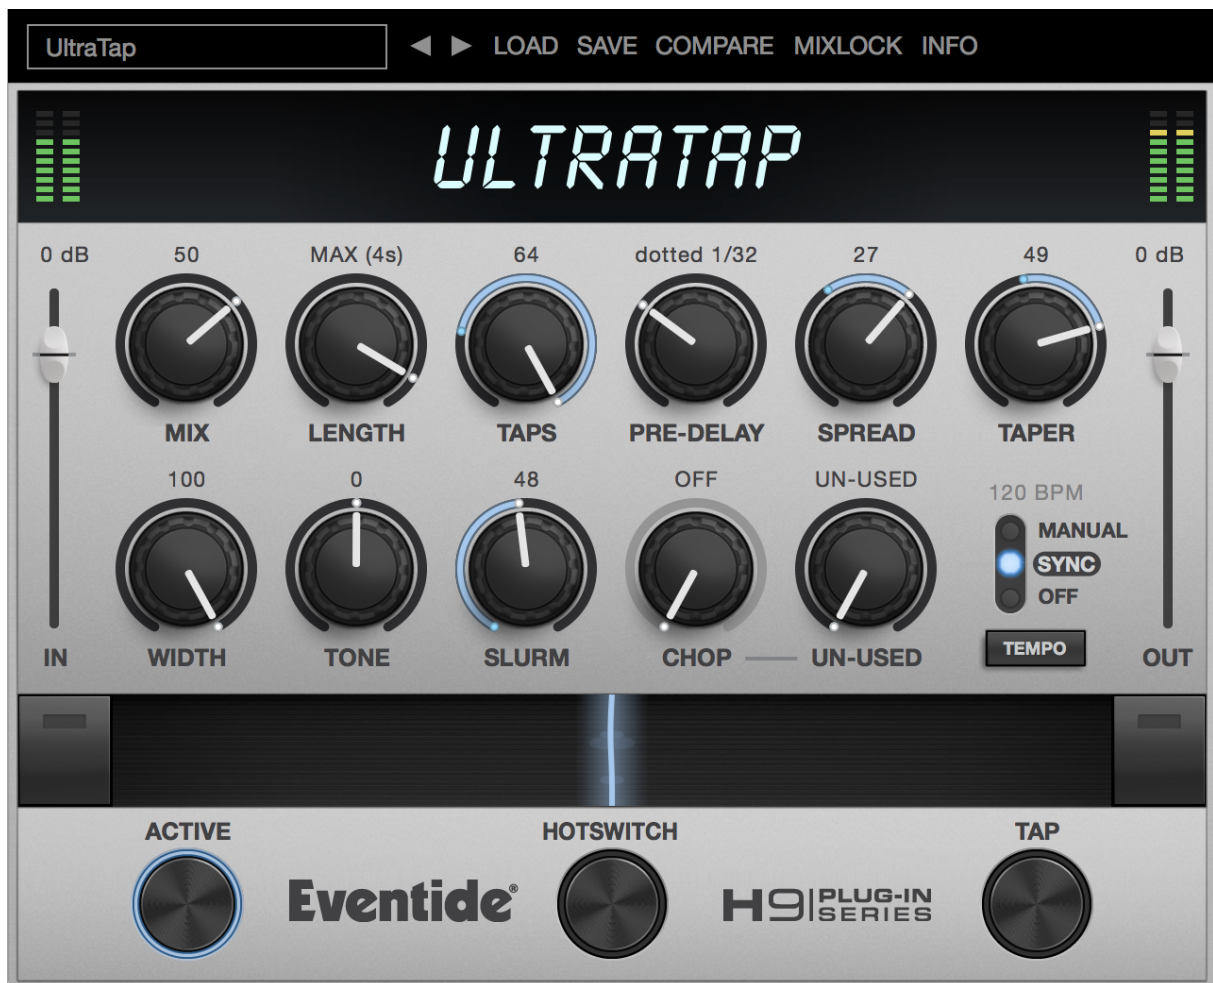 UltraTap ◀ ▶ LOAD SAVE COMPARE MIXLOCK INFO
ULTRATAP
0 dB 50 MAX (4s) 64 dotted 1/32 27 49 0 dB
MIX LENGTH TAPS PRE-DELAY SPREAD TAPER
100 0 48 OFF UN-USED 120 BPM
MANUAL
SYNC
OFF
TEMPO
IN WIDTH TONE SLURM CHOP UN-USED OUT
ACTIVE HOTSWITCH TAP
Eventide® H9 PLUG-IN
SERIES